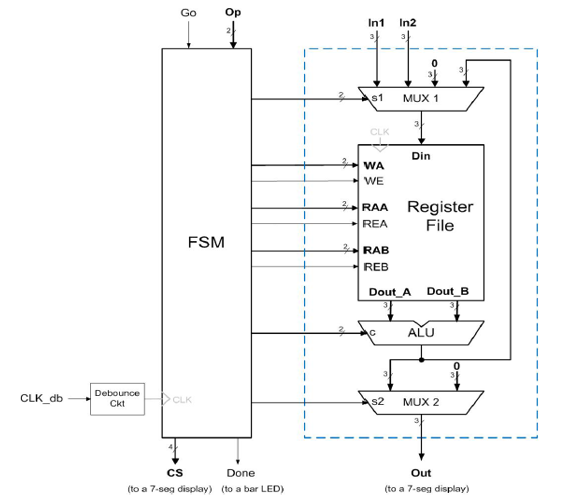 Go Op
2
In1 In2
3 3 0
3 3
2 s1 MUX 1
3
CLK
Din
2 WA
WE
2 RAA
REA
2 RAB
REB
Register
File
FSM
Dout_A Dout_B
3 3
2 c ALU
0
3 3
CLK_db
Debounce
Ckt
CLK
2 s2 MUX 2
4 3
CS Done Out
(to a 7-seg display) (to a bar LED) (to a 7-seg display)